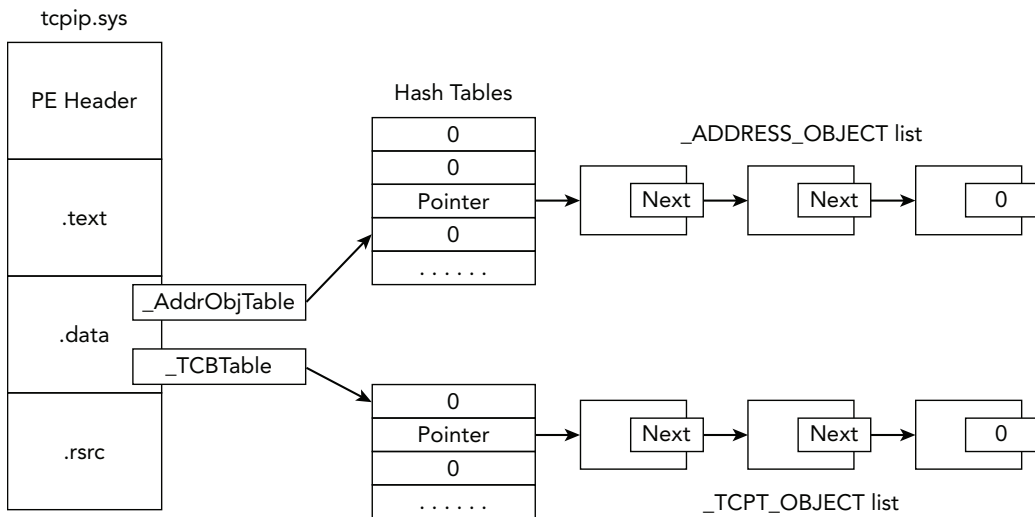 tcpip.sys
PE Header
.text
_AddrObjTable
.data
_TCBTable
.rsrc
Hash Tables
0
0
Pointer
0
. . . . . .
_ADDRESS_OBJECT list
Next
Next
0
0
Pointer
0
. . . . . .
Next
Next
0
_TCPT_OBJECT list